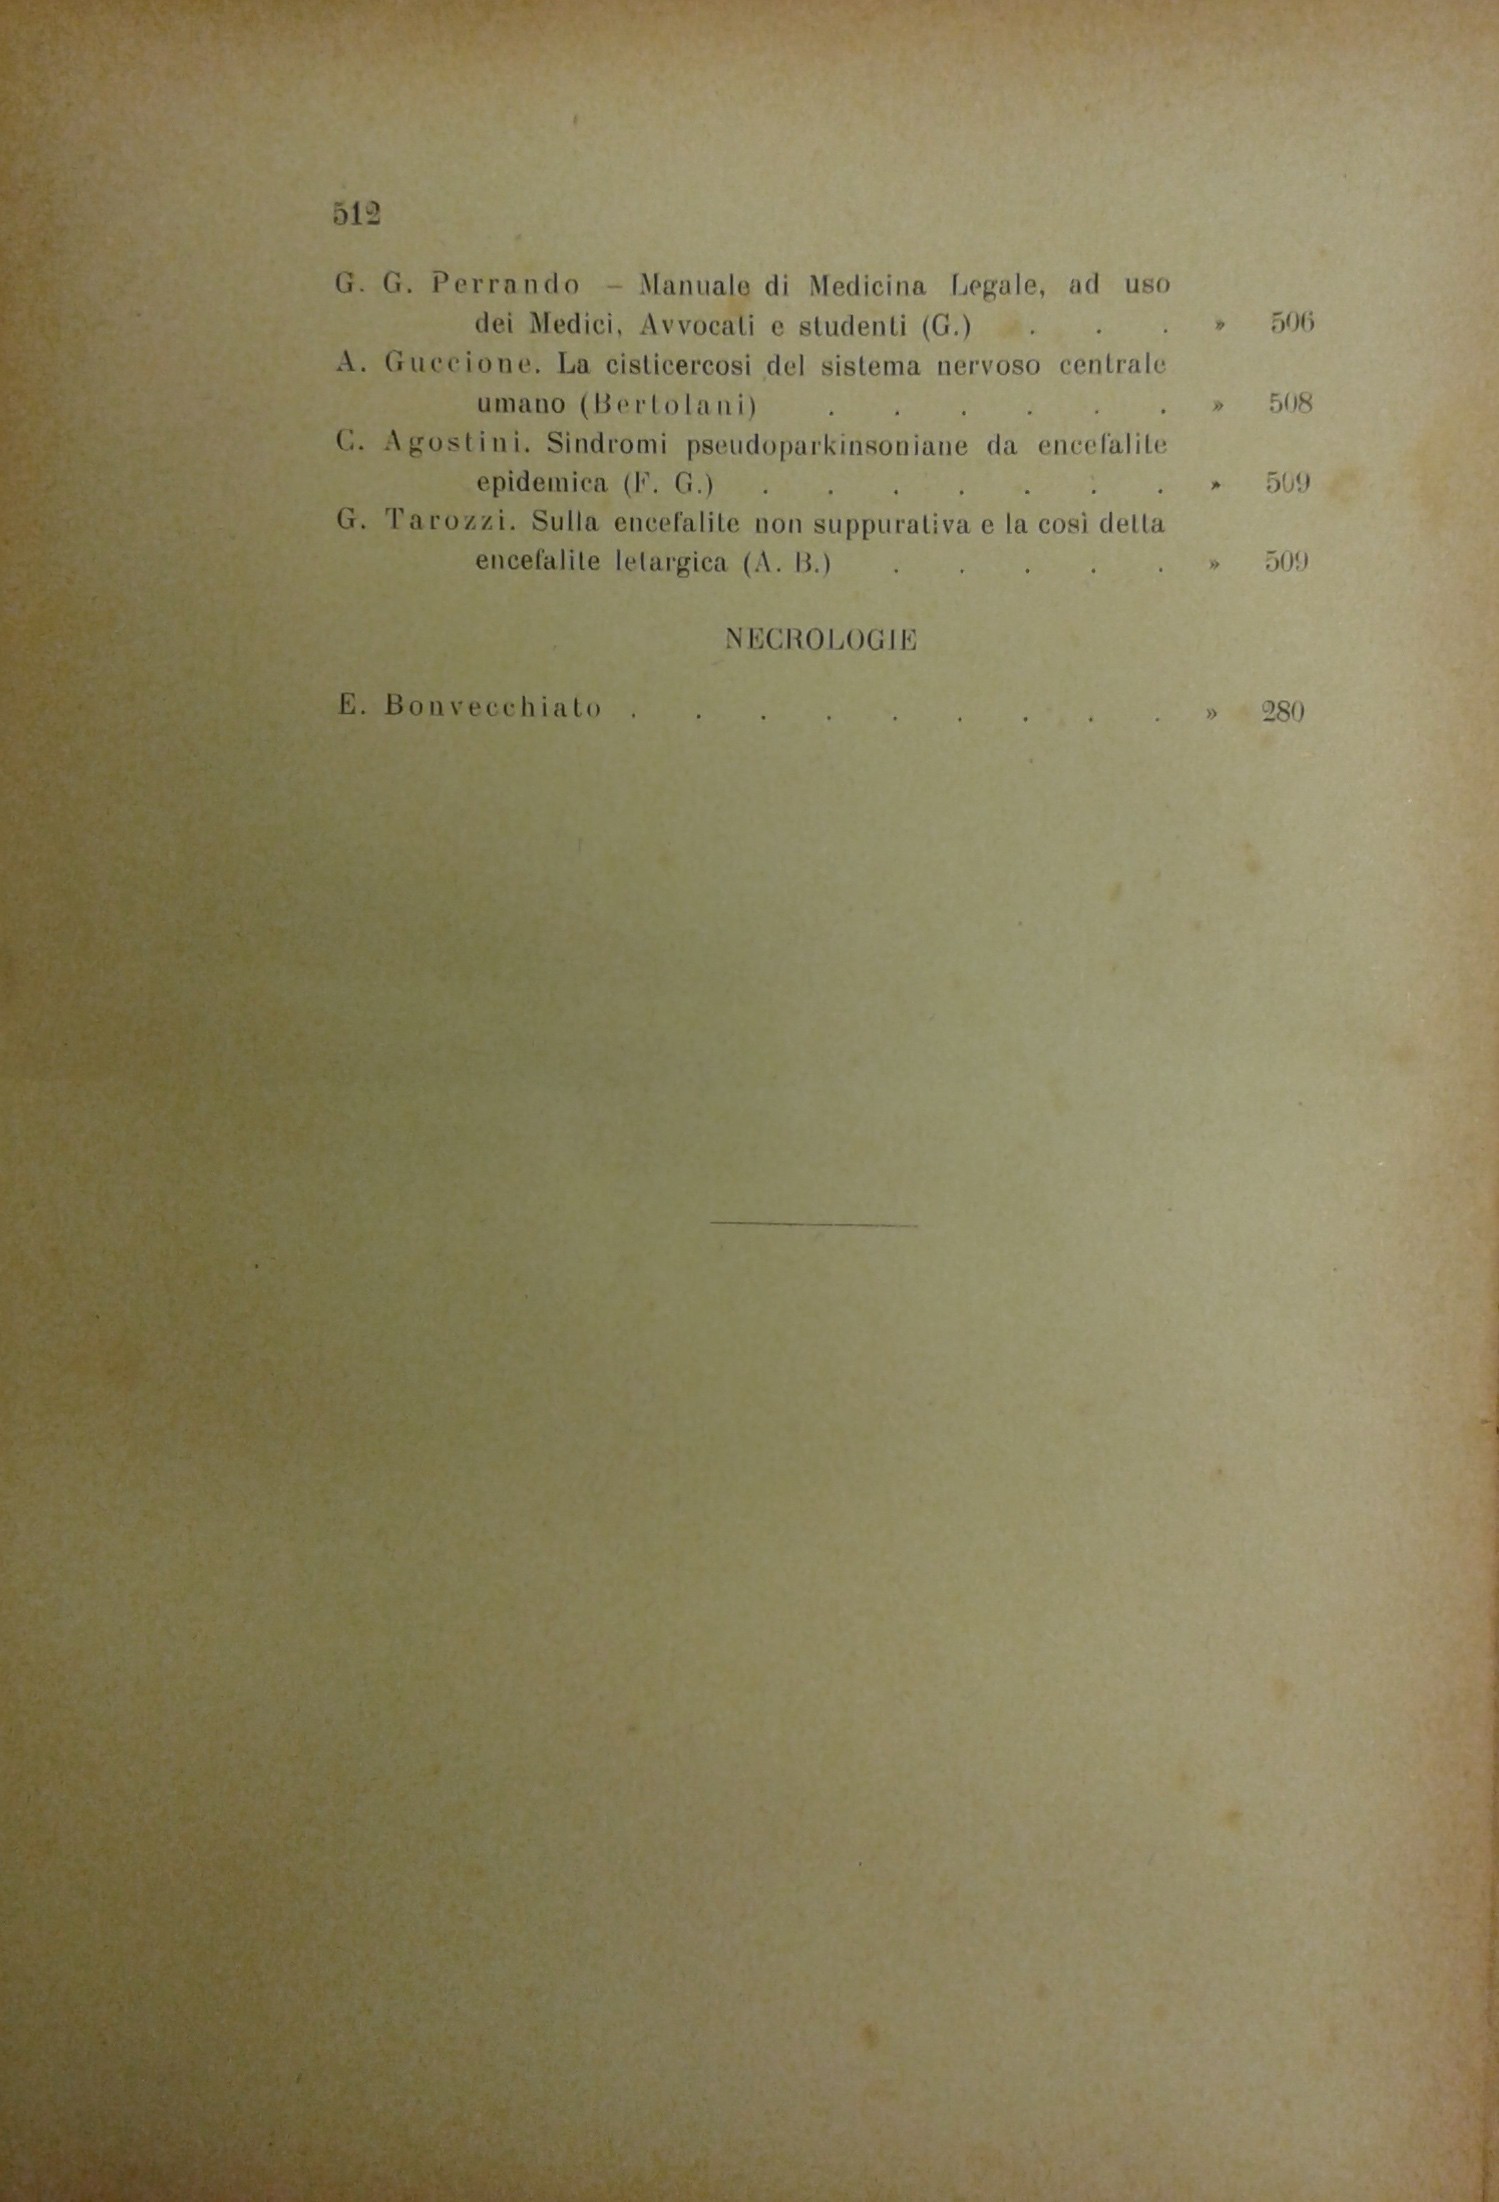 512
G. G. Perrando – Manuale di Medicina Legale, ad uso
dei Medici, Avvocati e studenti (G.) . . . » 506
A. Guccione. La cisticercosi del sistema nervoso centrale
umano (Bertolani) . . . . . . » 508
C. Agostini. Sindromi pseudoparkinsoniane da encefalite
epidemica (F. G.) . . . . . . . » 509
G. Tarozzi. Sulla encefalite non suppurativa e la così detta
encefalite letargica (A. B.) . . . . . » 509
NECROLOGIE
E. Bonvecchiato . . . . . . . . . » 280